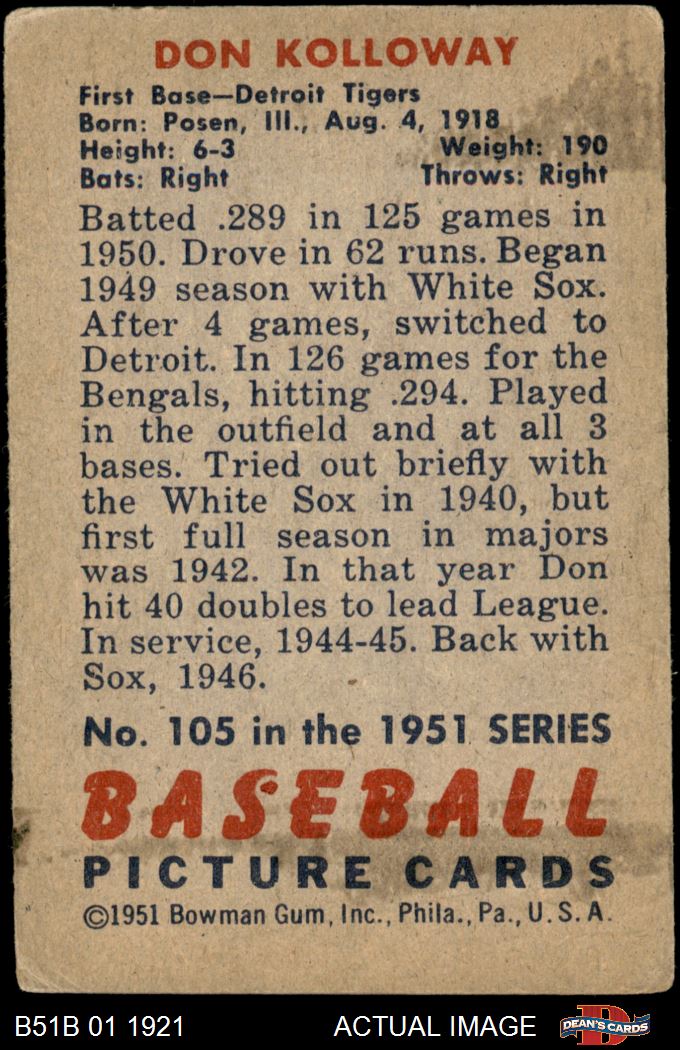 DON KOLLOWAY
First Base—Detroit Tigers
Born: Posen, Ill., Aug. 4, 1918
Height: 6-3 Weight: 190
Bats: Right Throws: Right
Batted .289 in 125 games in
1950. Drove in 62 runs. Began
1949 season with White Sox.
After 4 games, switched to
Detroit. In 126 games for the
Bengals, hitting .294. Played
in the outfield and at all 3
bases. Tried out briefly with
the White Sox in 1940, but
first full season in majors
was 1942. In that year Don
hit 40 doubles to lead League.
In service, 1944-45. Back with
Sox, 1946.
No. 105 in the 1951 SERIES
BASEBALL
PICTURE CARDS
©1951 Bowman Gum, Inc., Phila., Pa., U.S.A.
B51B 01 1921 ACTUAL IMAGE D DEAN'S CARDS